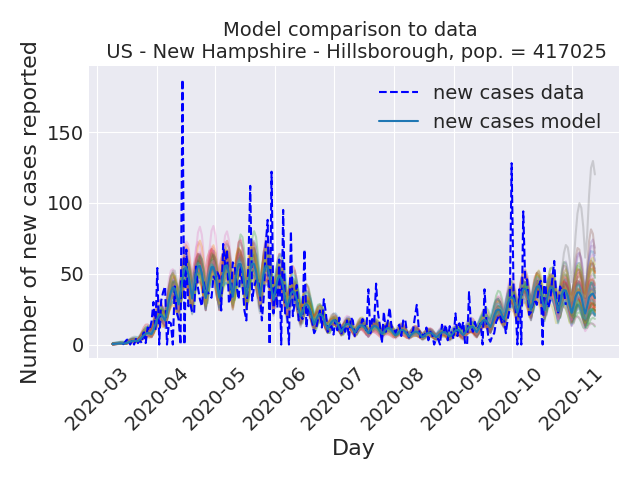 Model comparison to data
US - New Hampshire - Hillsborough, pop. = 417025
Number of new cases reported
new cases data
new cases model
150
100
50
0
2020-03
2020-04
2020-05
2020-06
2020-07
2020-08
2020-09
2020-10
2020-11
Day